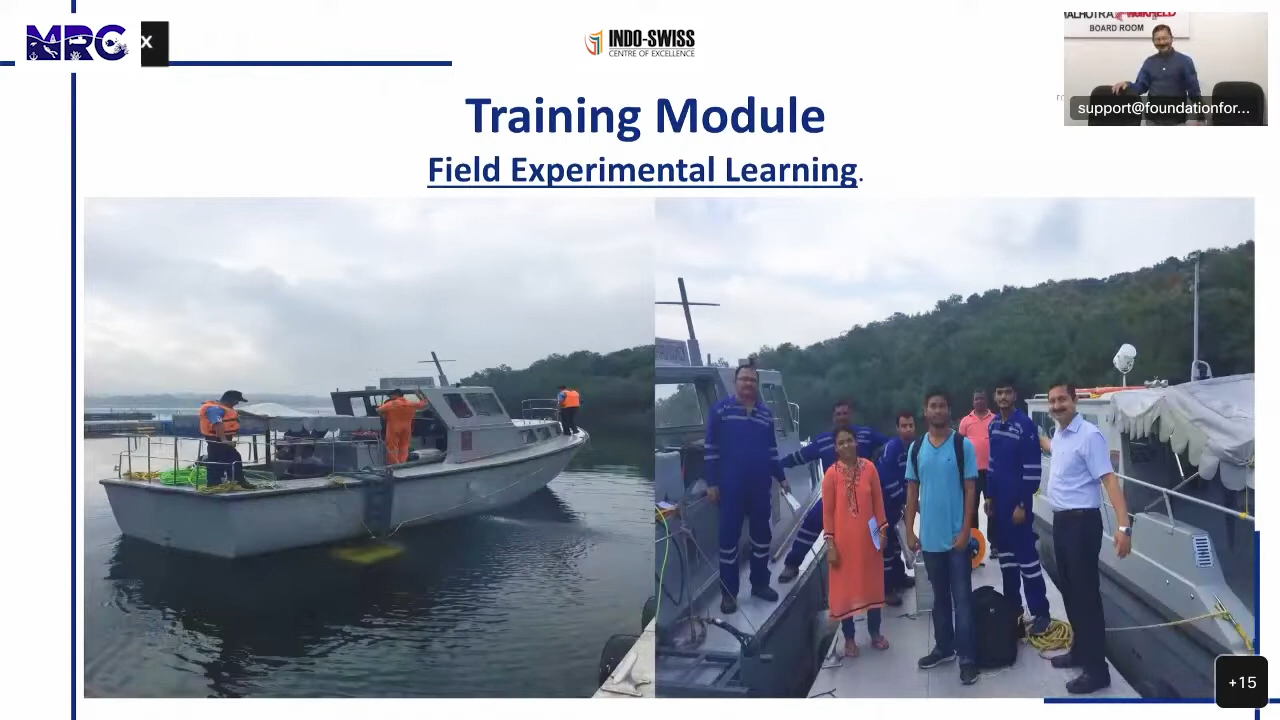 MRC
X
INDO-SWISS
CENTRE OF EXCELLENCE
BOARD ROOM
support@foundationfor...
Training Module
Field Experimental Learning.
+15